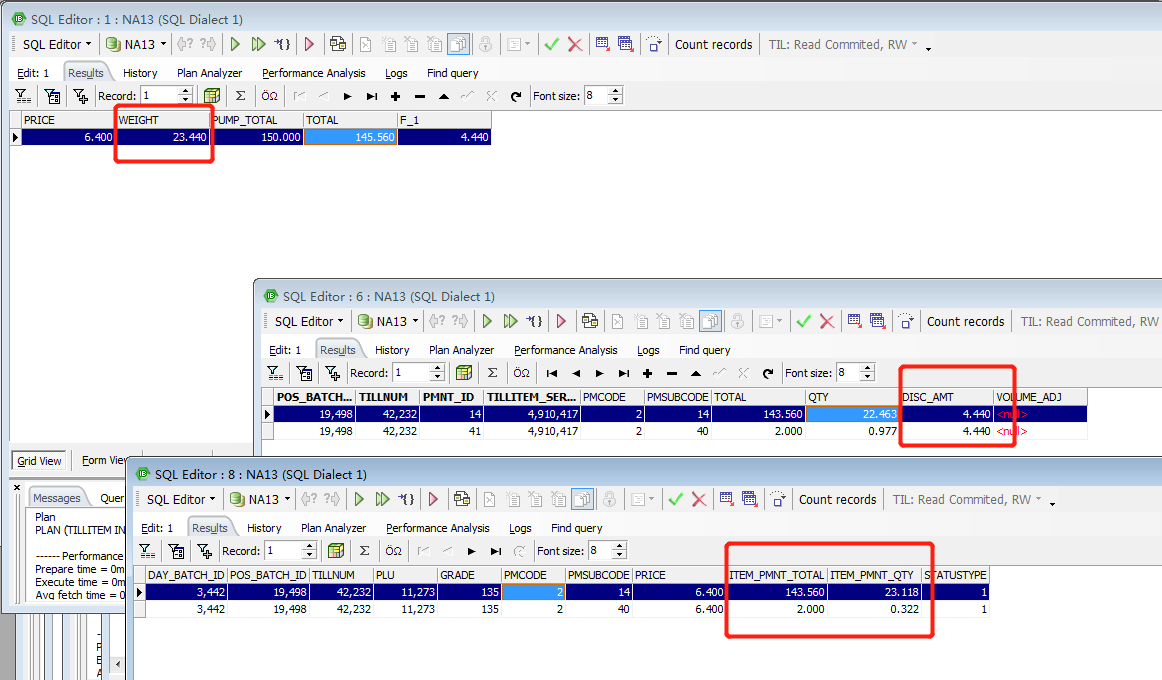 SQL Editor : 1 : NA13 (SQL Dialect 1)
SQL Editor NA13 Count records TIL: Read Commited, RW
Edit: 1 Results History Plan Analyzer Performance Analysis Logs Find query
Record: 1 Σ ÖΩ Font size: 8
PRICE WEIGHT PUMP_TOTAL TOTAL F_1
6.400 23.440 150.000 145.560 4.440
SQL Editor : 6 : NA13 (SQL Dialect 1)
SQL Editor NA13 Count records TIL: Read Commited, RW
Edit: 1 Results History Plan Analyzer Performance Analysis Logs Find query
Record: 1 Σ ÖΩ Font size: 8
POS_BATCH... TILLNUM PMNT_ID TILLITEM_SER... PMCODE PMSUBCODE TOTAL QTY DISC_AMT VOLUME_ADJ
19,498 42,232 14 4,910,417 2 14 143.560 22.463 4.440 <null>
19,498 42,232 41 4,910,417 2 40 2.000 0.977 4.440 <null>
Grid View Form View
Messages Quer
Plan
PLAN (TILLITEM IN
------ Performance
Prepare time = 0m
Execute time = 0m
Avg fetch time = 0
SQL Editor : 8 : NA13 (SQL Dialect 1)
SQL Editor NA13 Count records TIL: Read Commited, RW
Edit: 1 Results History Plan Analyzer Performance Analysis Logs Find query
Record: 1 Σ ÖΩ Font size: 8
DAY_BATCH_ID POS_BATCH_ID TILLNUM PLU GRADE PMCODE PMSUBCODE PRICE ITEM_PMNT_TOTAL ITEM_PMNT_QTY STATUSTYPE
3,442 19,498 42,232 11,273 135 2 14 6.400 143.560 23.118 1
3,442 19,498 42,232 11,273 135 2 40 6.400 2.000 0.322 1